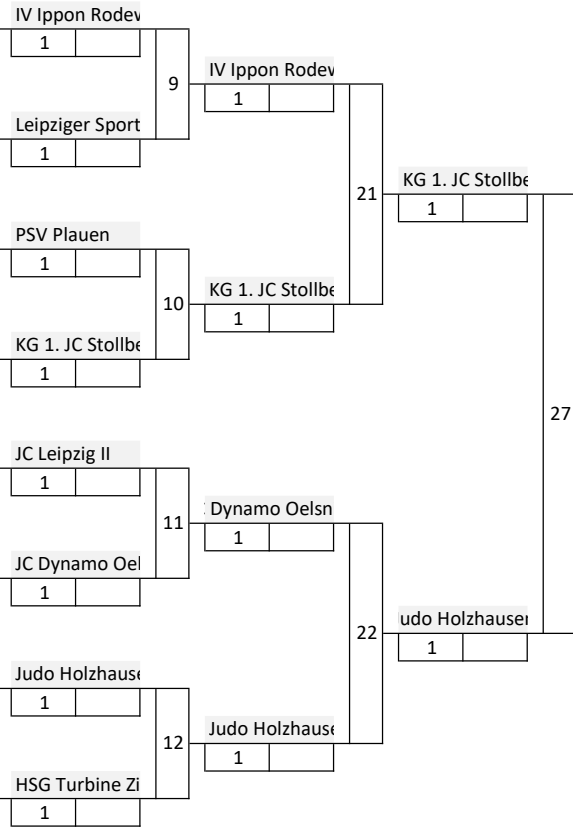 IV Ippon Rodev
1
9
IV Ippon Rodev
1
Leipziger Sport
1
21
KG 1. JC Stollbe
1
PSV Plauen
1
10
KG 1. JC Stollbe
1
KG 1. JC Stollbe
1
27
JC Leipzig II
1
11
Dynamo Oelsn
1
JC Dynamo Oel
1
22
udo Holzhauser
1
Judo Holzhause
1
12
Judo Holzhause
1
HSG Turbine Zi
1